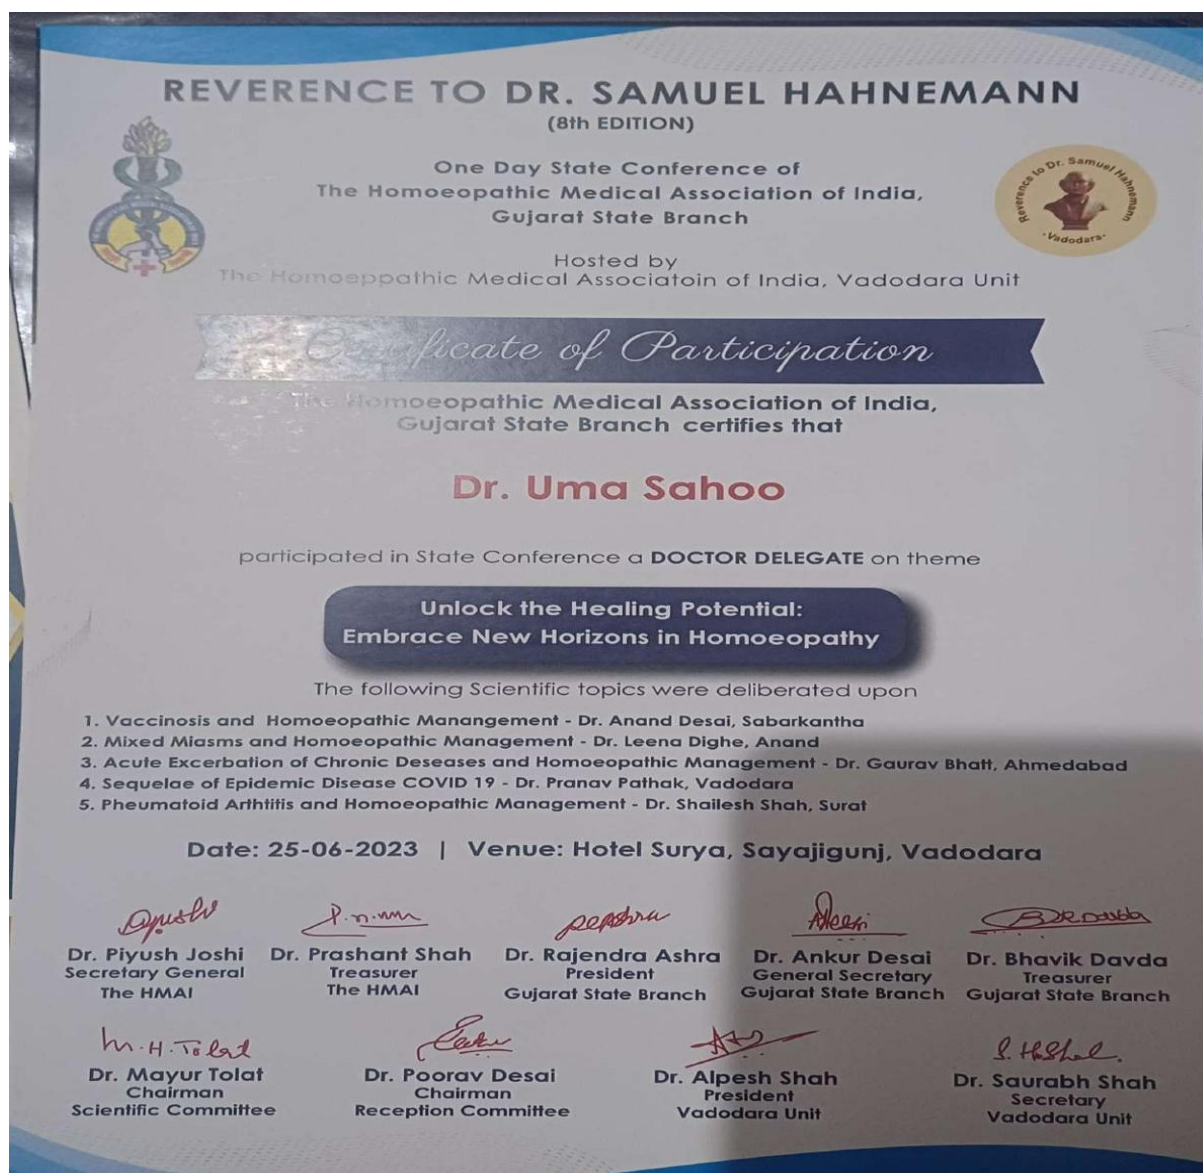 REVERENCE TO DR. SAMUEL HAHNEMANN
(8th EDITION)
One Day State Conference of
The Homoeopathic Medical Association of India,
Gujarat State Branch
Reverence to Dr. Samuel Hahnemann
-Vadodara-
Hosted by
The Homoeppathic Medical Associatoin of India, Vadodara Unit
Certificate of Participation
The Homoeopathic Medical Association of India,
Gujarat State Branch certifies that
Dr. Uma Sahoo
participated in State Conference a DOCTOR DELEGATE on theme
Unlock the Healing Potential:
Embrace New Horizons in Homoeopathy
The following Scientific topics were deliberated upon
1. Vaccinosis and Homoeopathic Manangement - Dr. Anand Desai, Sabarkantha
2. Mixed Miasms and Homoeopathic Management - Dr. Leena Dighe, Anand
3. Acute Excerbation of Chronic Deseases and Homoeopathic Management - Dr. Gaurav Bhatt, Ahmedabad
4. Sequelae of Epidemic Disease COVID 19 - Dr. Pranav Pathak, Vadodara
5. Pheumatoid Arthtitis and Homoeopathic Management - Dr. Shailesh Shah, Surat
Date: 25-06-2023 | Venue: Hotel Surya, Sayajigunj, Vadodara
Dr. Piyush Joshi
Secretary General
The HMAI
Dr. Prashant Shah
Treasurer
The HMAI
Dr. Rajendra Ashra
President
Gujarat State Branch
Dr. Ankur Desai
General Secretary
Gujarat State Branch
Dr. Bhavik Davda
Treasurer
Gujarat State Branch
M.H.Tolat
Dr. Mayur Tolat
Chairman
Scientific Committee
Dr. Poorav Desai
Chairman
Reception Committee
Dr. Alpesh Shah
President
Vadodara Unit
Dr. Saurabh Shah
Secretary
Vadodara Unit